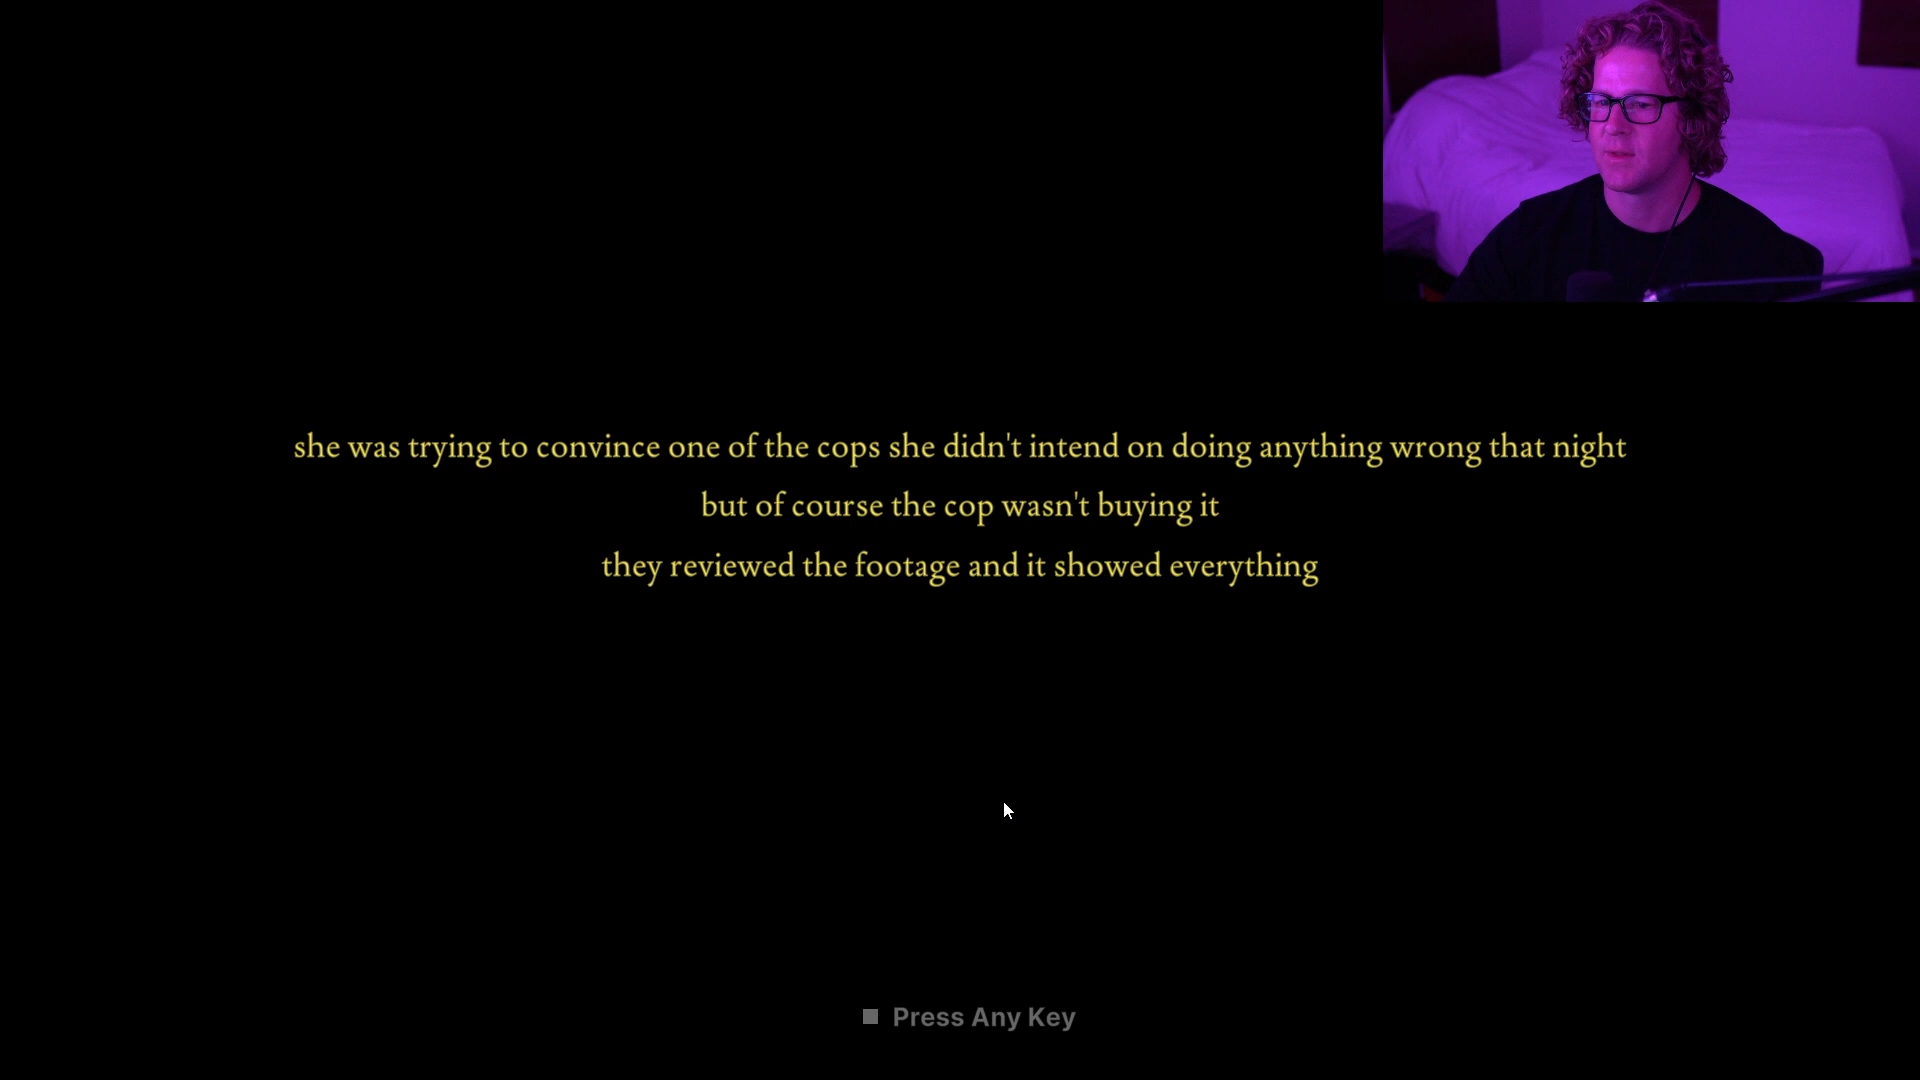 she was trying to convince one of the cops she didn't intend on doing anything wrong that night
but of course the cop wasn't buying it
they reviewed the footage and it showed everything
Press Any Key